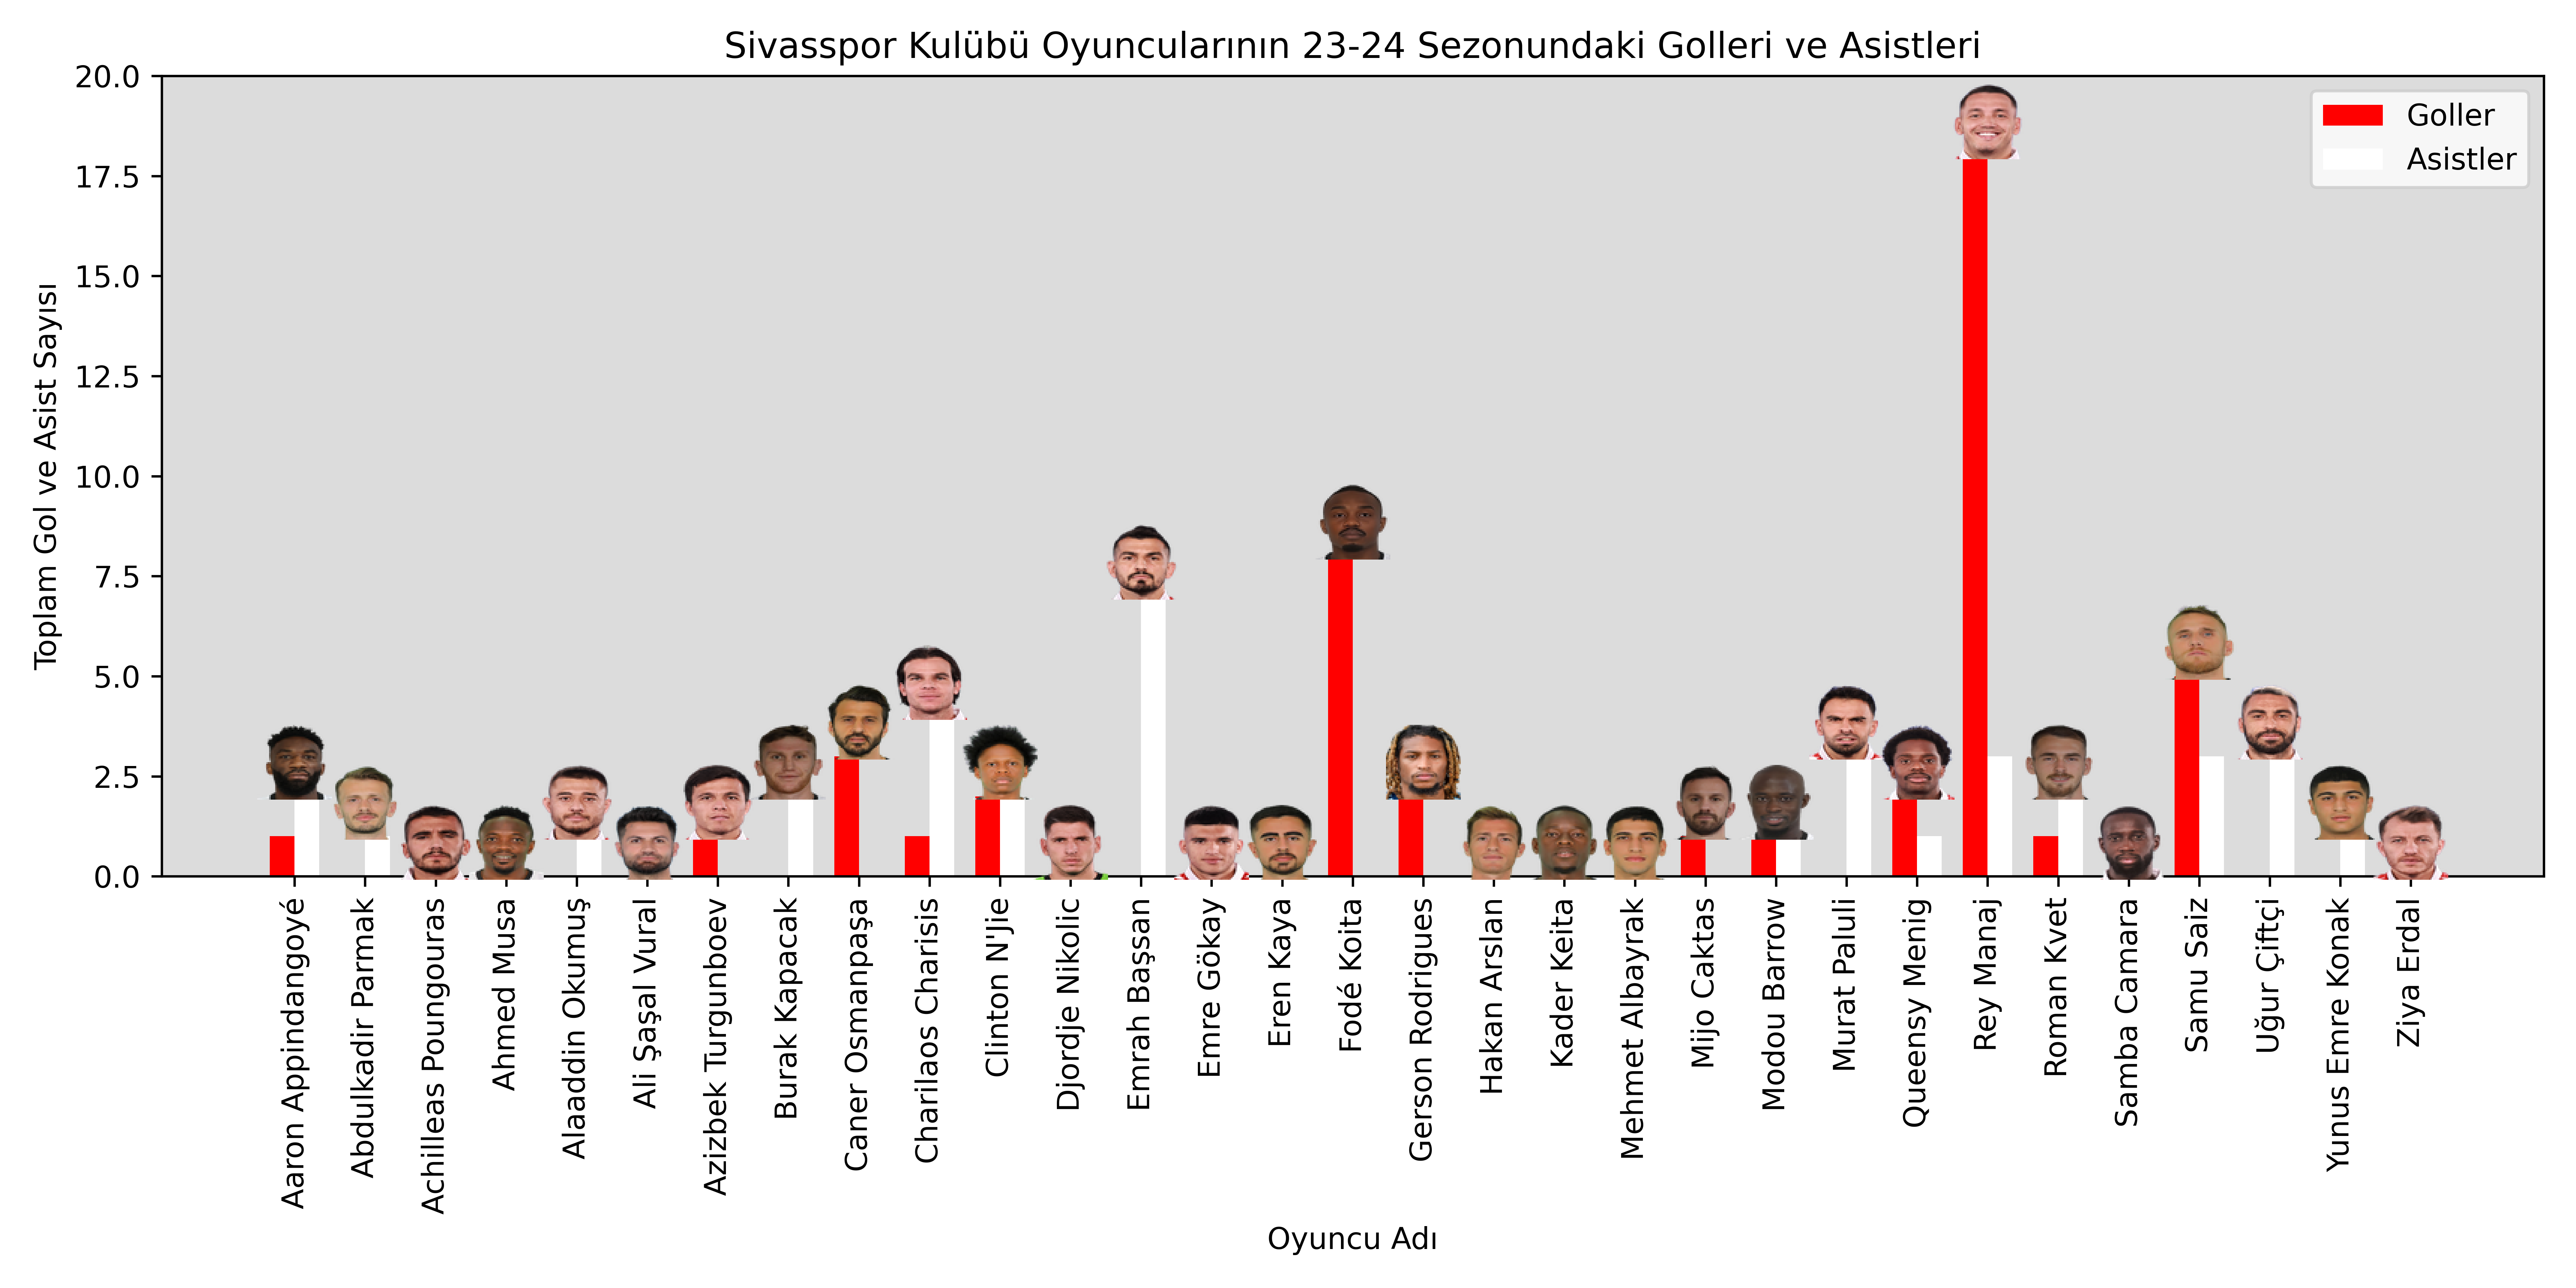 Sivasspor Kulübü Oyuncularının 23-24 Sezonundaki Golleri ve Asistleri
Toplam Gol ve Asist Sayısı
20.0
17.5
15.0
12.5
10.0
7.5
5.0
2.5
0.0
Goller
Asistler
Aaron Appindangoyé
Abdulkadir Parmak
Achilleas Poungouras
Ahmed Musa
Alaaddin Okumuş
Ali Şaşal Vural
Azizbek Turgunboev
Burak Kapacak
Caner Osmanpaşa
Charilaos Charisis
Clinton N'Jie
Djordje Nikolic
Emrah Başsan
Emre Gökay
Eren Kaya
Fodé Koita
Gerson Rodrigues
Hakan Arslan
Kader Keita
Mehmet Albayrak
Mijo Caktas
Modou Barrow
Murat Paluli
Queensy Menig
Rey Manaj
Roman Kvet
Samba Camara
Samu Saiz
Uğur Çiftçi
Yunus Emre Konak
Ziya Erdal
Oyuncu Adı